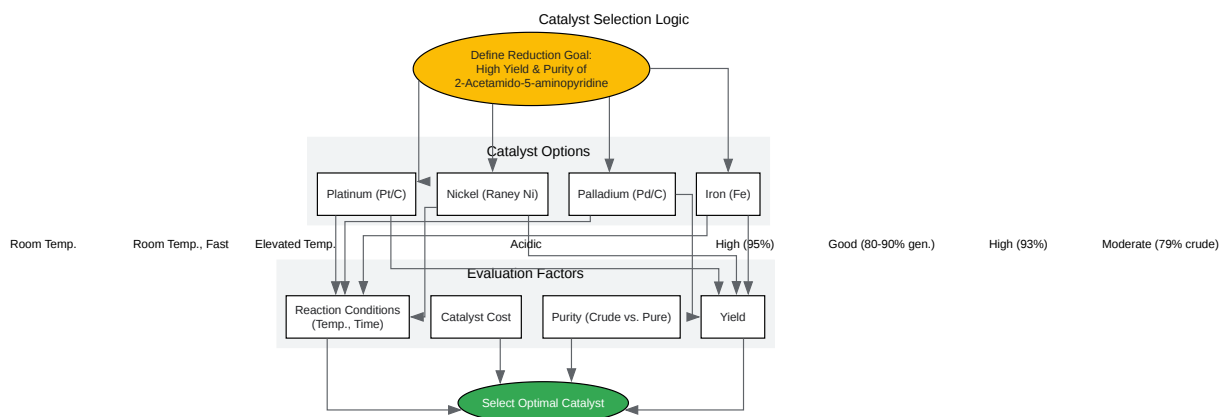 Catalyst Selection Logic
Define Reduction Goal:
High Yield & Purity of
2-Acetamido-5-aminopyridine
Catalyst Options
Platinum (Pt/C)
Nickel (Raney Ni)
Palladium (Pd/C)
Iron (Fe)
Room Temp.
Room Temp., Fast
Elevated Temp.
Acidic
High (95%)
Good (80-90% gen.)
High (93%)
Moderate (79% crude)
Evaluation Factors
Reaction Conditions
(Temp., Time)
Catalyst Cost
Purity (Crude vs. Pure)
Yield
Select Optimal Catalyst